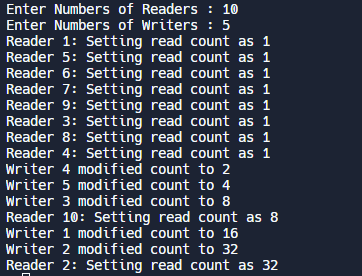 Enter Numbers of Readers : 10
Enter Numbers of Writers : 5
Reader 1: Setting read count as 1
Reader 5: Setting read count as 1
Reader 6: Setting read count as 1
Reader 7: Setting read count as 1
Reader 9: Setting read count as 1
Reader 3: Setting read count as 1
Reader 8: Setting read count as 1
Reader 4: Setting read count as 1
Writer 4 modified count to 2
Writer 5 modified count to 4
Writer 3 modified count to 8
Reader 10: Setting read count as 8
Writer 1 modified count to 16
Writer 2 modified count to 32
Reader 2: Setting read count as 32